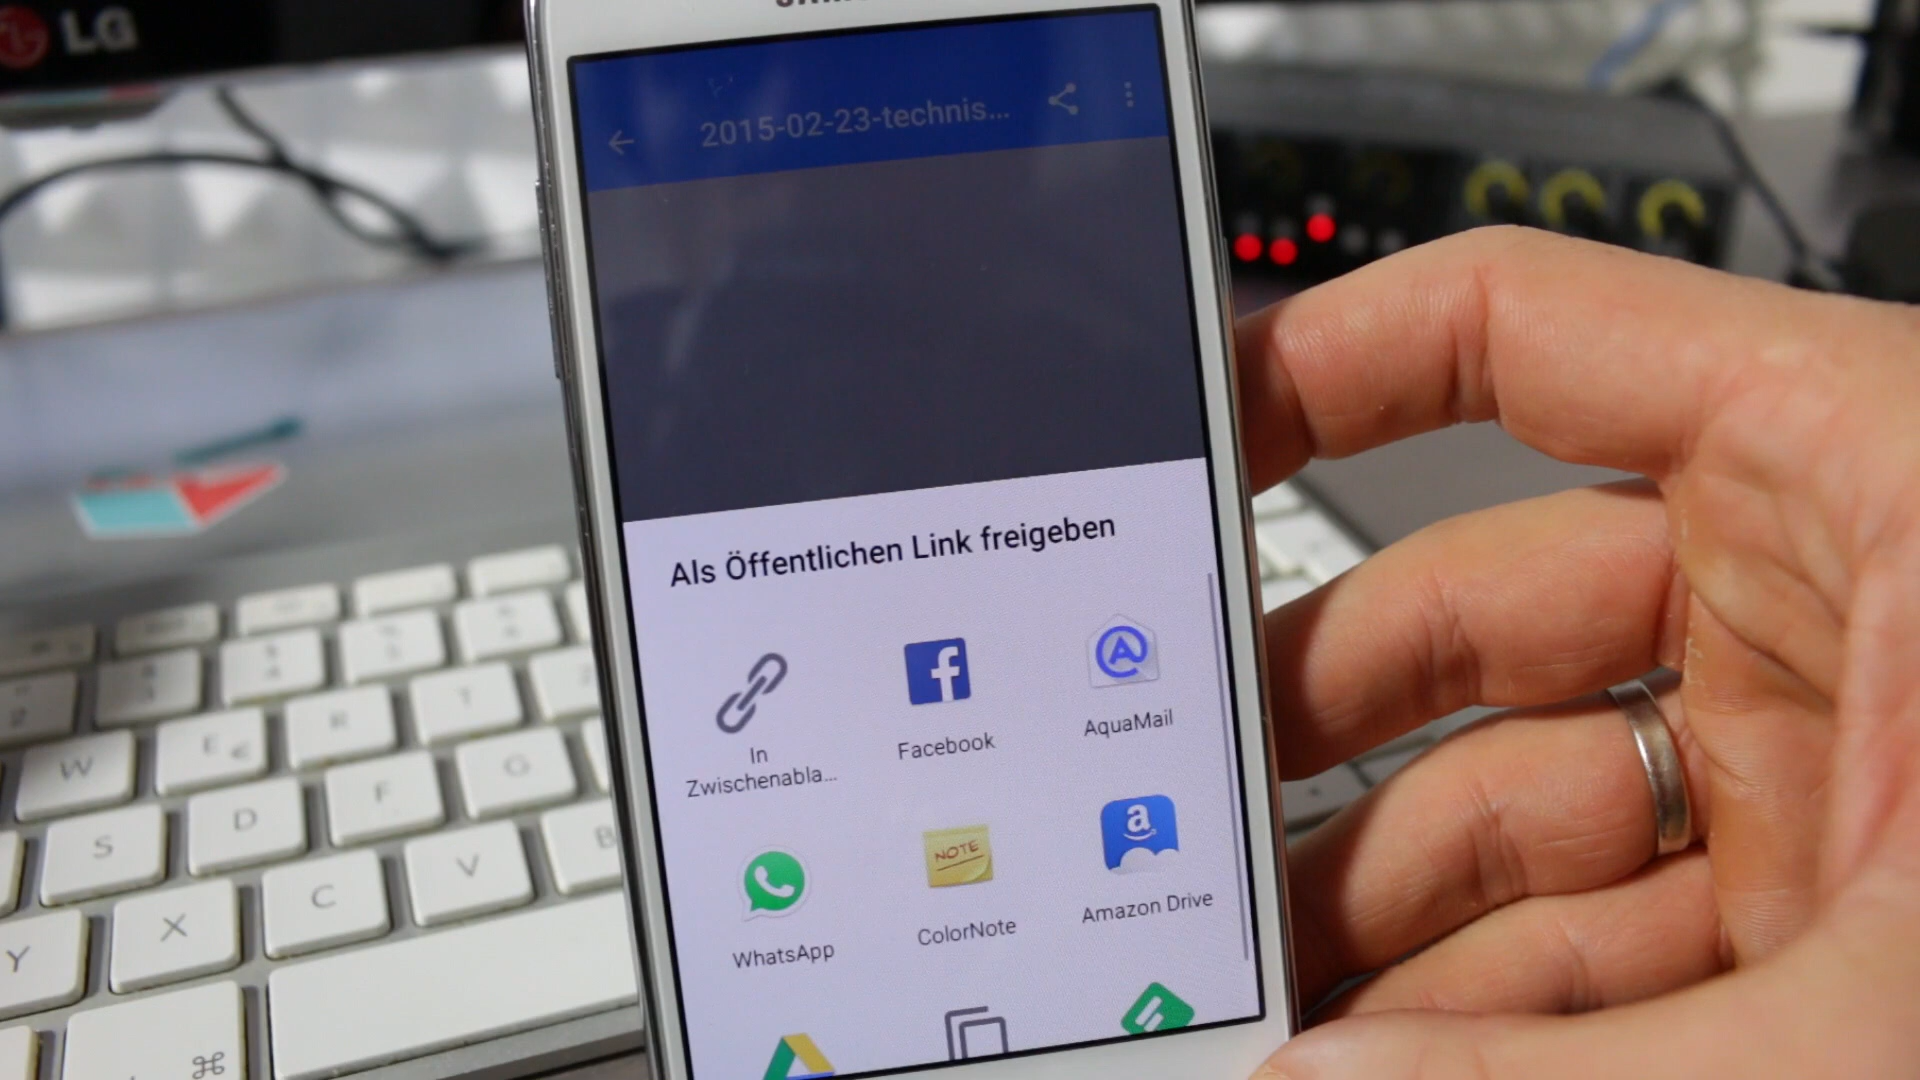 LG
2015-02-23-technis...
Als Öffentlichen Link freigeben
In
Zwischenabla...
Facebook
AquaMail
WhatsApp
NOTE
ColorNote
a
Amazon Drive
W
E €
R
T
S
D
F
G
Y
X
C
V
B
⌘